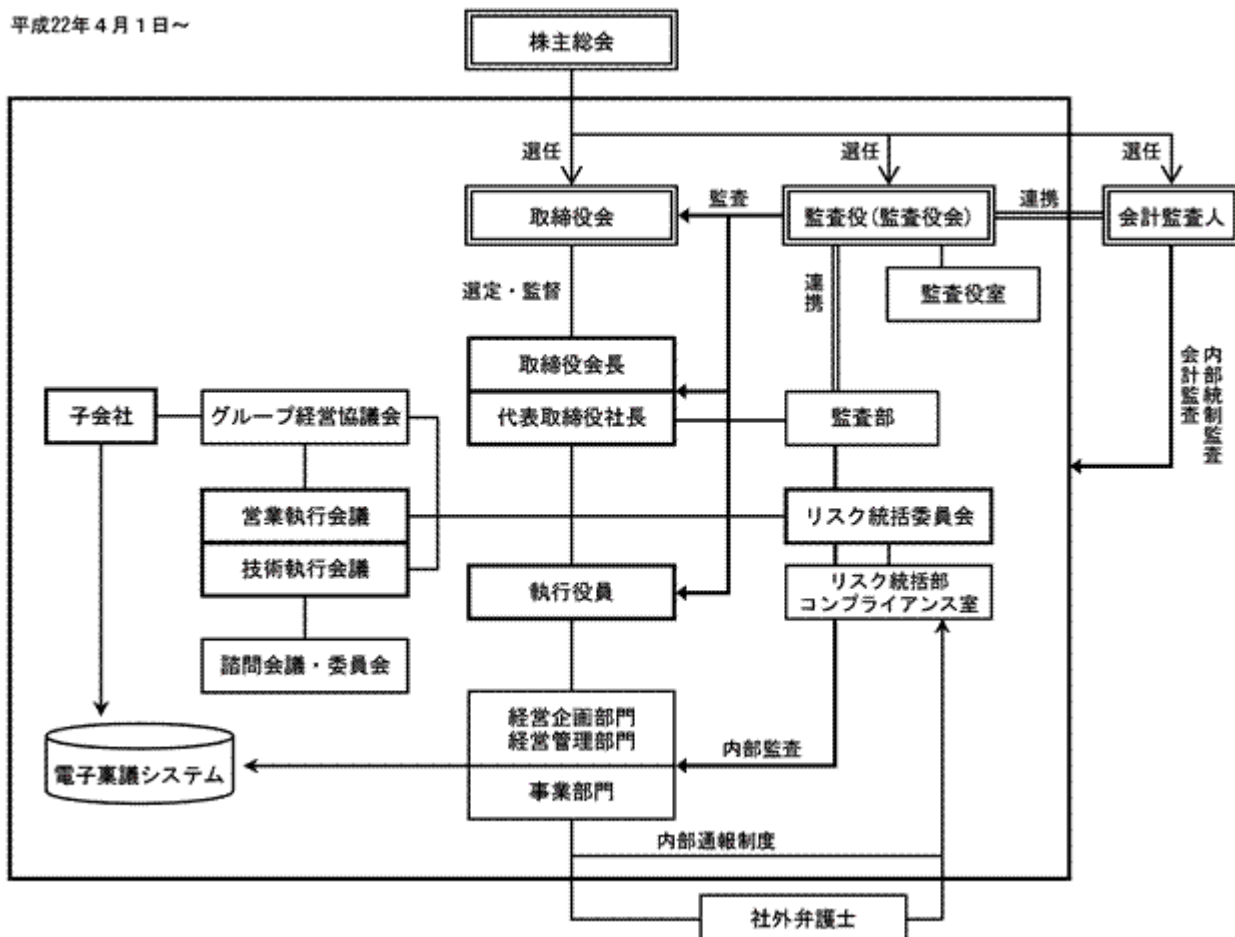 平成22年4月1日～
株主総会
選任
選任
選任
取締役会
監査
監査役(監査役会)
連携
会計監査人
監査役室
選定・監督
連携
内部統制監査
会計監査
取締役会長
代表取締役社長
監査部
子会社
グループ経営協議会
営業執行会議
技術執行会議
リスク統括委員会
執行役員
リスク統括部
コンプライアンス室
諮問会議・委員会
経営企画部門
経営管理部門
内部監査
電子稟議システム
事業部門
内部通報制度
社外弁護士